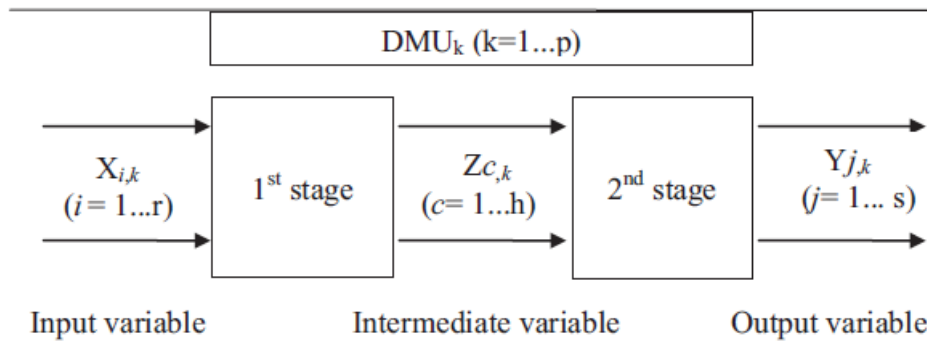 DMUk (k=1...p)
Xi,k
(i= 1...r)
1st stage
Zc,k
(c= 1...h)
2nd stage
Yj,k
(j= 1... s)
Input variable
Intermediate variable
Output variable